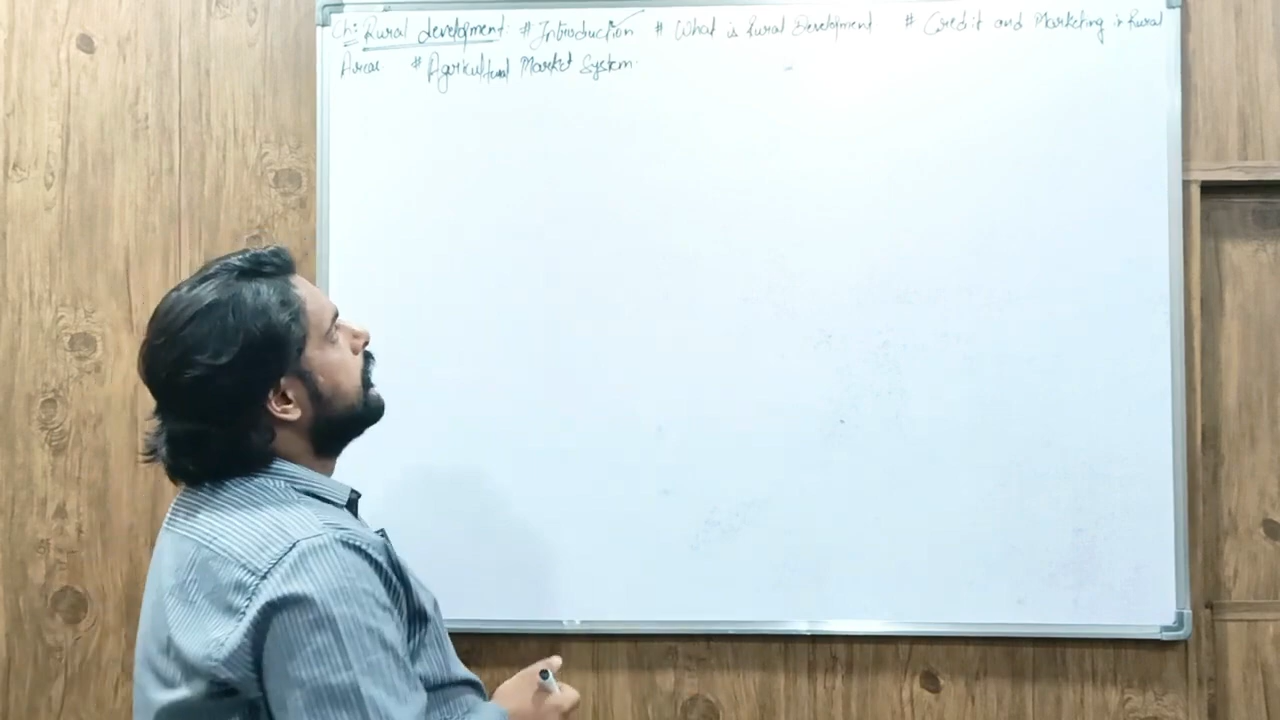 Ch: Rural development: # Introduction # What is Rural Development # Credit and Marketing in Rural
Areas # Agricultural Market System.